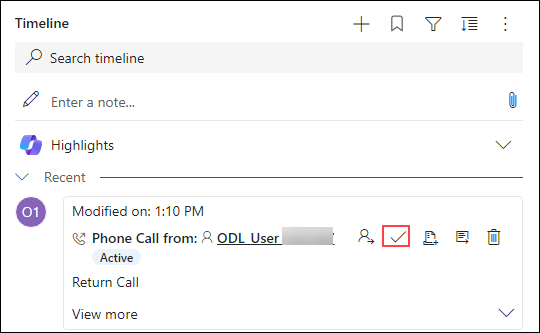 Timeline
Search timeline
Enter a note...
Highlights
Recent
O1
Modified on: 1:10 PM
Phone Call from: ODL_User
Active
Return Call
View more